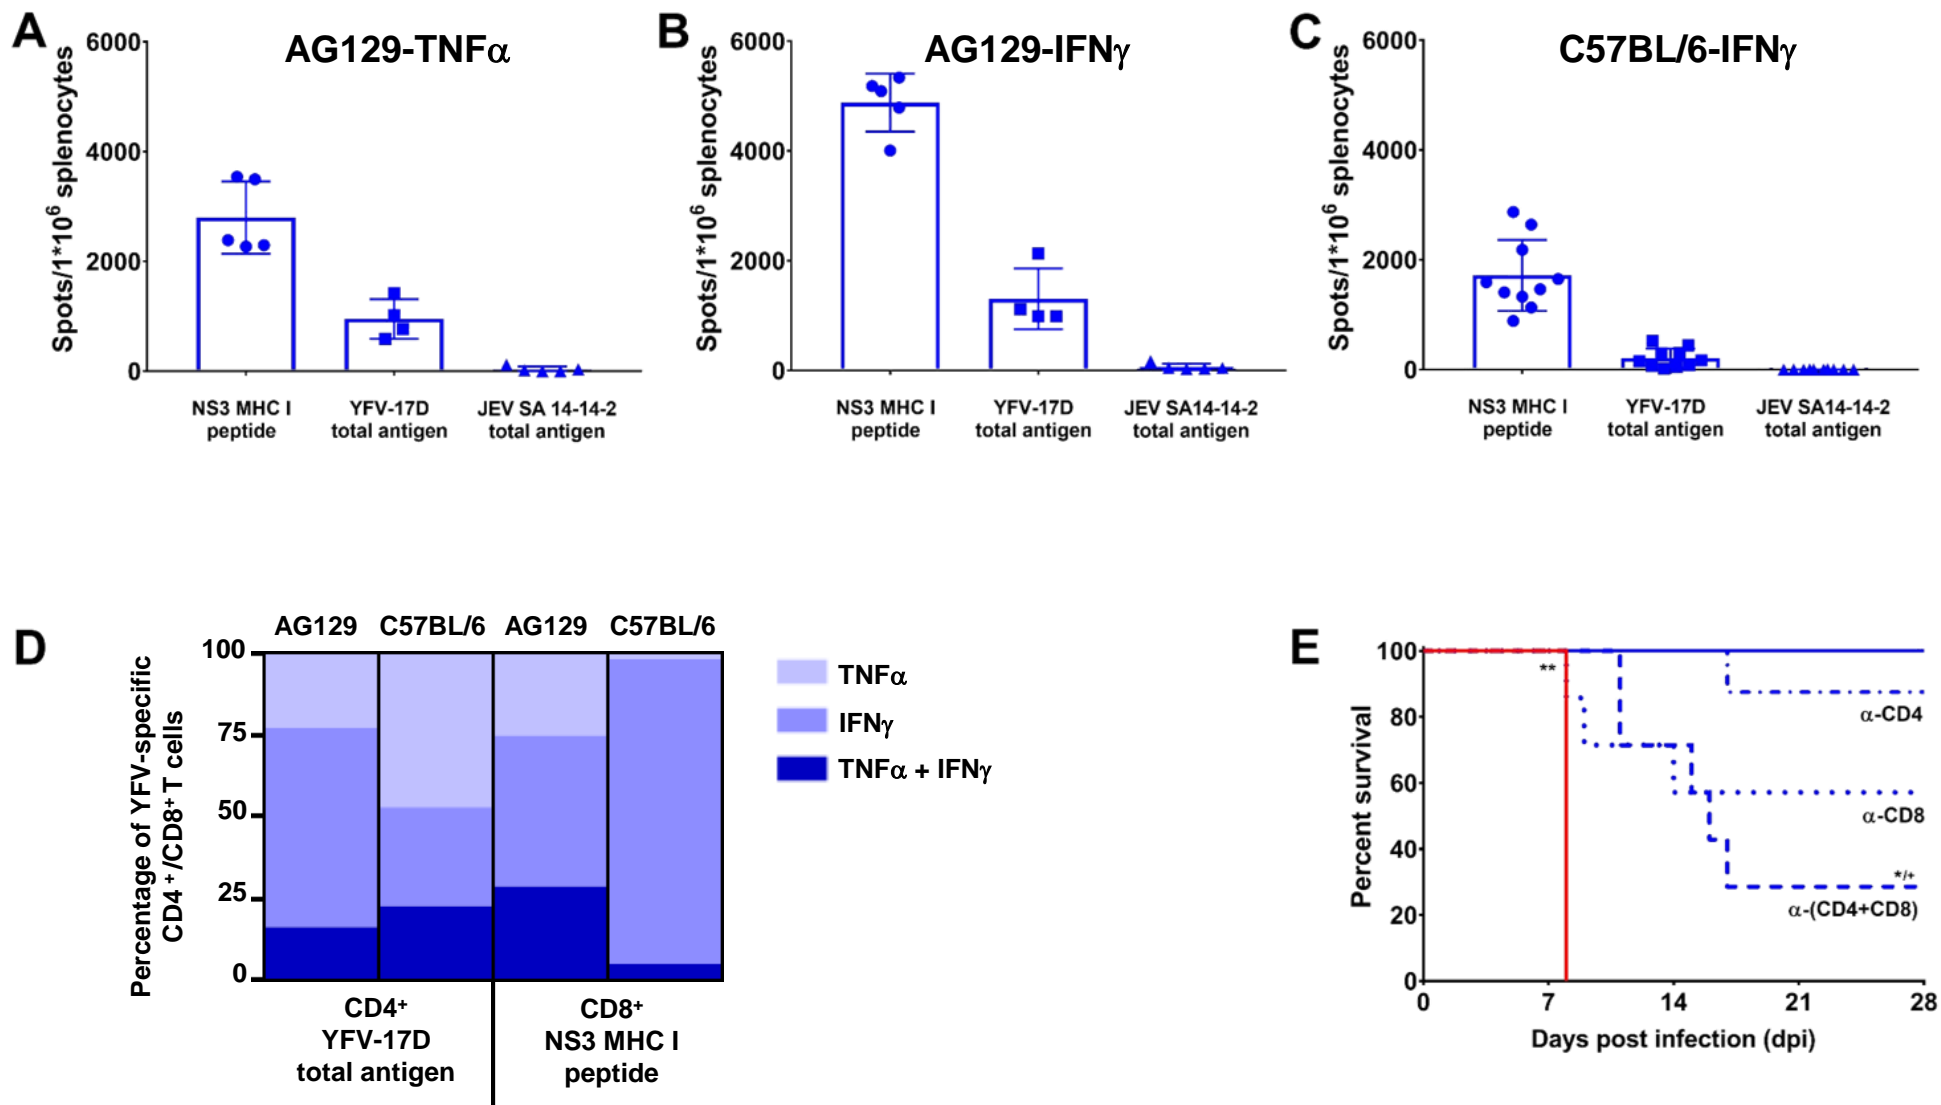 A
AG129-TNFα
Spots/1*10⁶ splenocytes
6000
4000
2000
0
NS3 MHC I
peptide
YFV-17D
total antigen
JEV SA 14-14-2
total antigen
B
AG129-IFNγ
Spots/1*10⁶ splenocytes
6000
4000
2000
0
NS3 MHC I
peptide
YFV-17D
total antigen
JEV SA14-14-2
total antigen
C
C57BL/6-IFNγ
Spots/1*10⁶ splenocytes
6000
4000
2000
0
NS3 MHC I
peptide
YFV-17D
total antigen
JEV SA14-14-2
total antigen
D
AG129 C57BL/6 AG129 C57BL/6
Percentage of YFV-specific
CD4⁺/CD8⁺ T cells
100
75
50
25
0
CD4⁺
YFV-17D
total antigen
CD8⁺
NS3 MHC I
peptide
TNFα
IFNγ
TNFα + IFNγ
E
Percent survival
100
80
60
40
20
0
**
α-CD4
α-CD8
*/+
α-(CD4+CD8)
0 7 14 21 28
Days post infection (dpi)